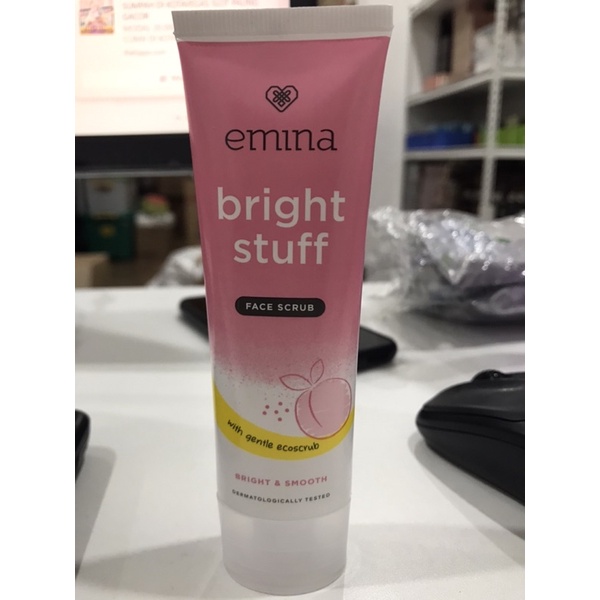 emina
bright
stuff
FACE SCRUB
with gentle ecoscrub
BRIGHT & SMOOTH
DERMATOLOGICALLY TESTED